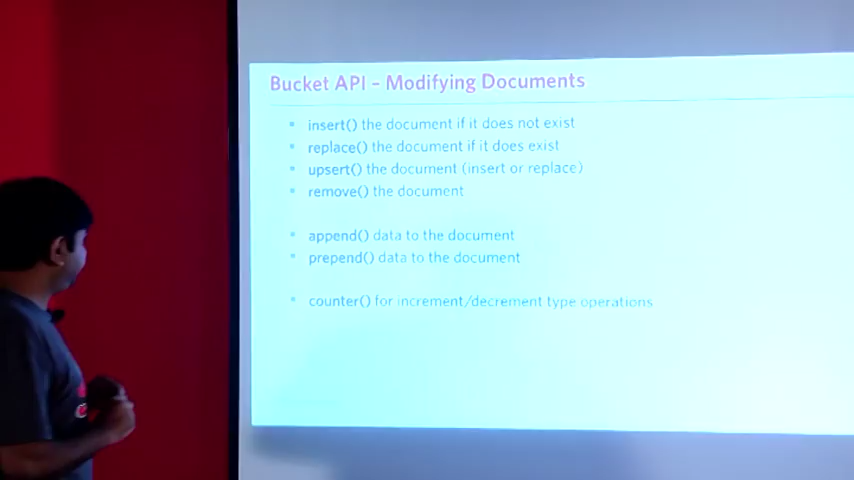 Bucket API – Modifying Documents
insert() the document if it does not exist
replace() the document if it does exist
upsert() the document (insert or replace)
remove() the document
append() data to the document
prepend() data to the document
counter() for increment/decrement type operations